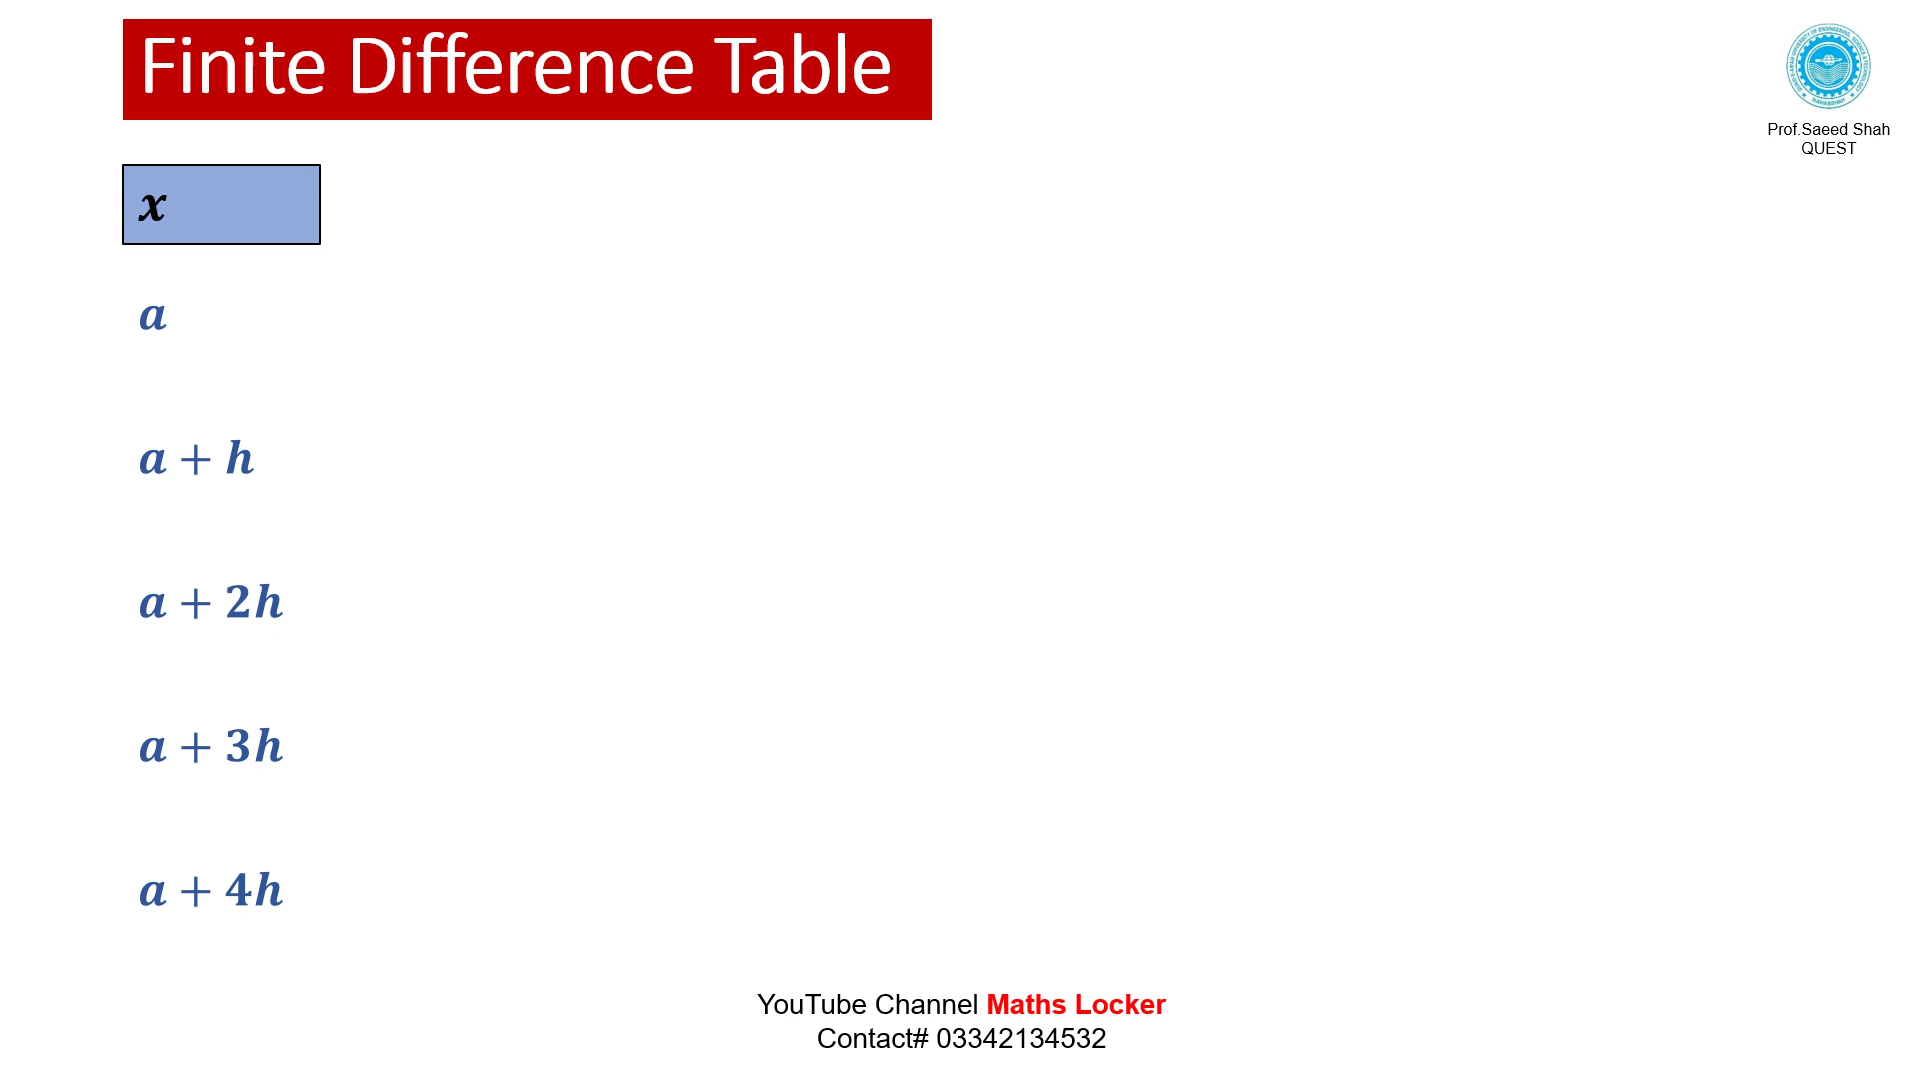 Finite Difference Table
Prof.Saeed Shah
QUEST
x
a
a + h
a + 2h
a + 3h
a + 4h
YouTube Channel Maths Locker
Contact# 03342134532